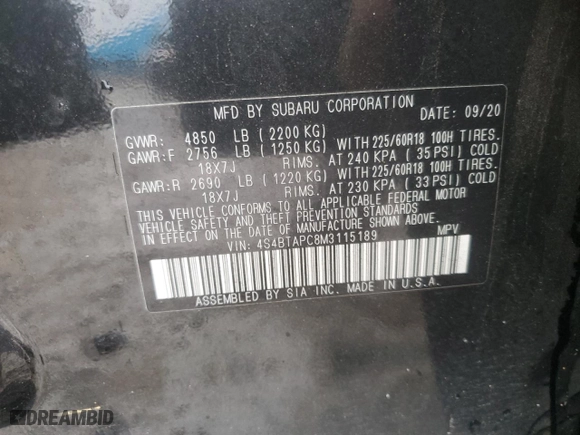 MFD BY SUBARU CORPORATION DATE: 09/20
GVWR: 4850 LB (2200 KG)
GAWR:F 2756 LB (1250 KG) WITH 225/60R18 100H TIRES.
18X7J RIMS. AT 240 KPA (35 PSI) COLD
GAWR:R 2690 LB (1220 KG) WITH 225/60R18 100H TIRES.
18X7J RIMS. AT 230 KPA (33 PSI) COLD
THIS VEHICLE CONFORMS TO ALL APPLICABLE FEDERAL MOTOR
VEHICLE SAFETY AND THEFT PREVENTION STANDARDS
IN EFFECT ON THE DATE OF MANUFACTURE SHOWN ABOVE.
VIN: 4S4BTAPC8M3115189 MPV
ASSEMBLED BY SIA INC. MADE IN U.S.A.
DREAMBID